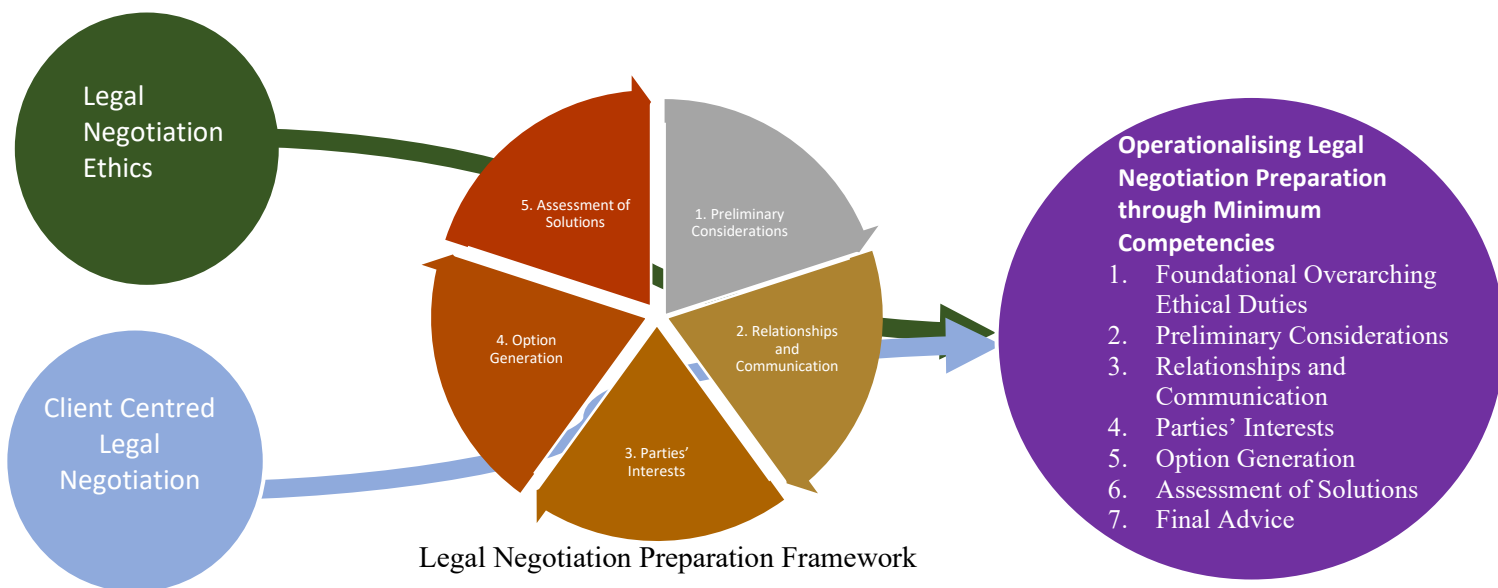 Legal
Negotiation
Ethics
Client Centred
Legal
Negotiation
1. Preliminary
Considerations
2. Relationships
and
Communication
3. Parties’
Interests
4. Option
Generation
5. Assessment of
Solutions
Legal Negotiation Preparation Framework
Operationalising Legal
Negotiation Preparation
through Minimum
Competencies
1. Foundational Overarching
Ethical Duties
2. Preliminary Considerations
3. Relationships and
Communication
4. Parties’ Interests
5. Option Generation
6. Assessment of Solutions
7. Final Advice